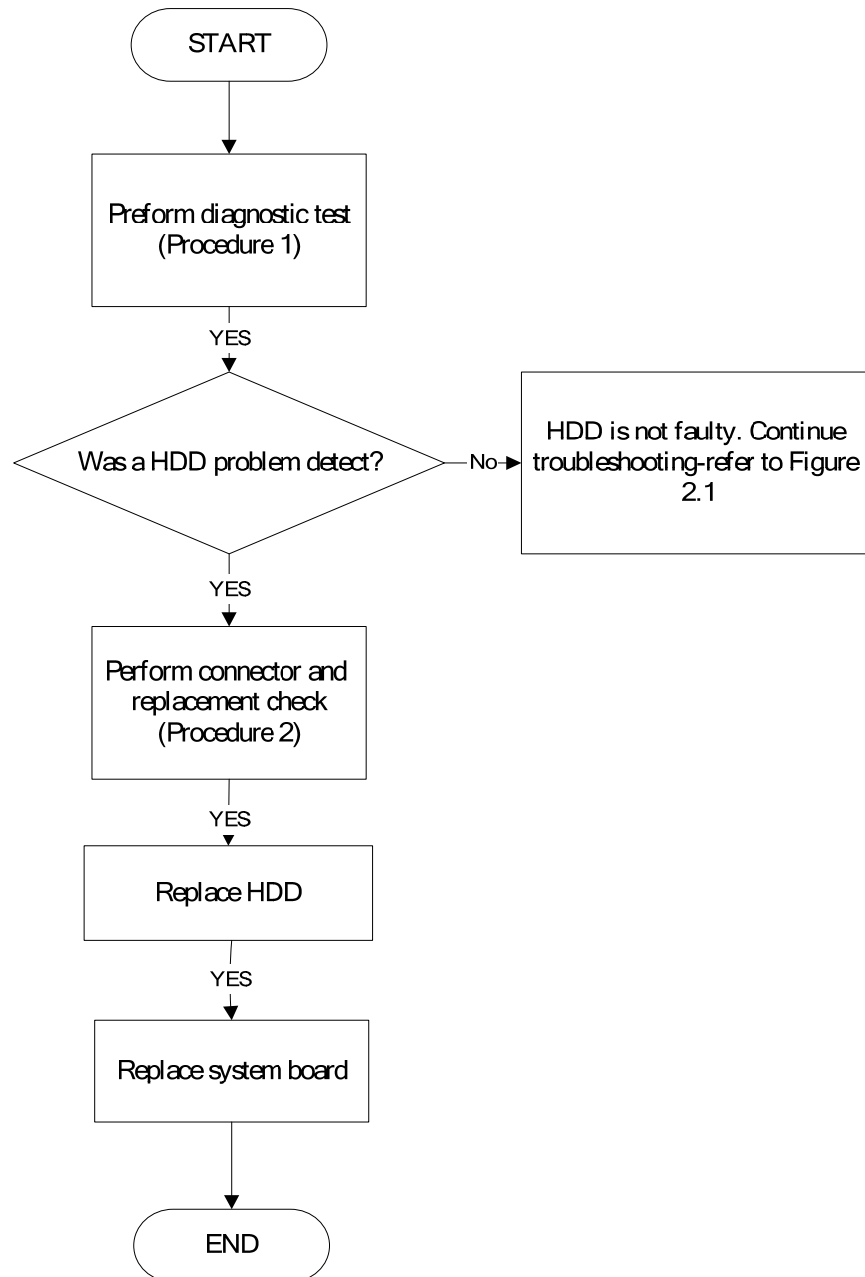 START
Preform diagnostic test
(Procedure 1)
YES
Was a HDD problem detect?
No
HDD is not faulty. Continue
troubleshooting-refer to Figure
2.1
YES
Perform connector and
replacement check
(Procedure 2)
YES
Replace HDD
YES
Replace system board
END